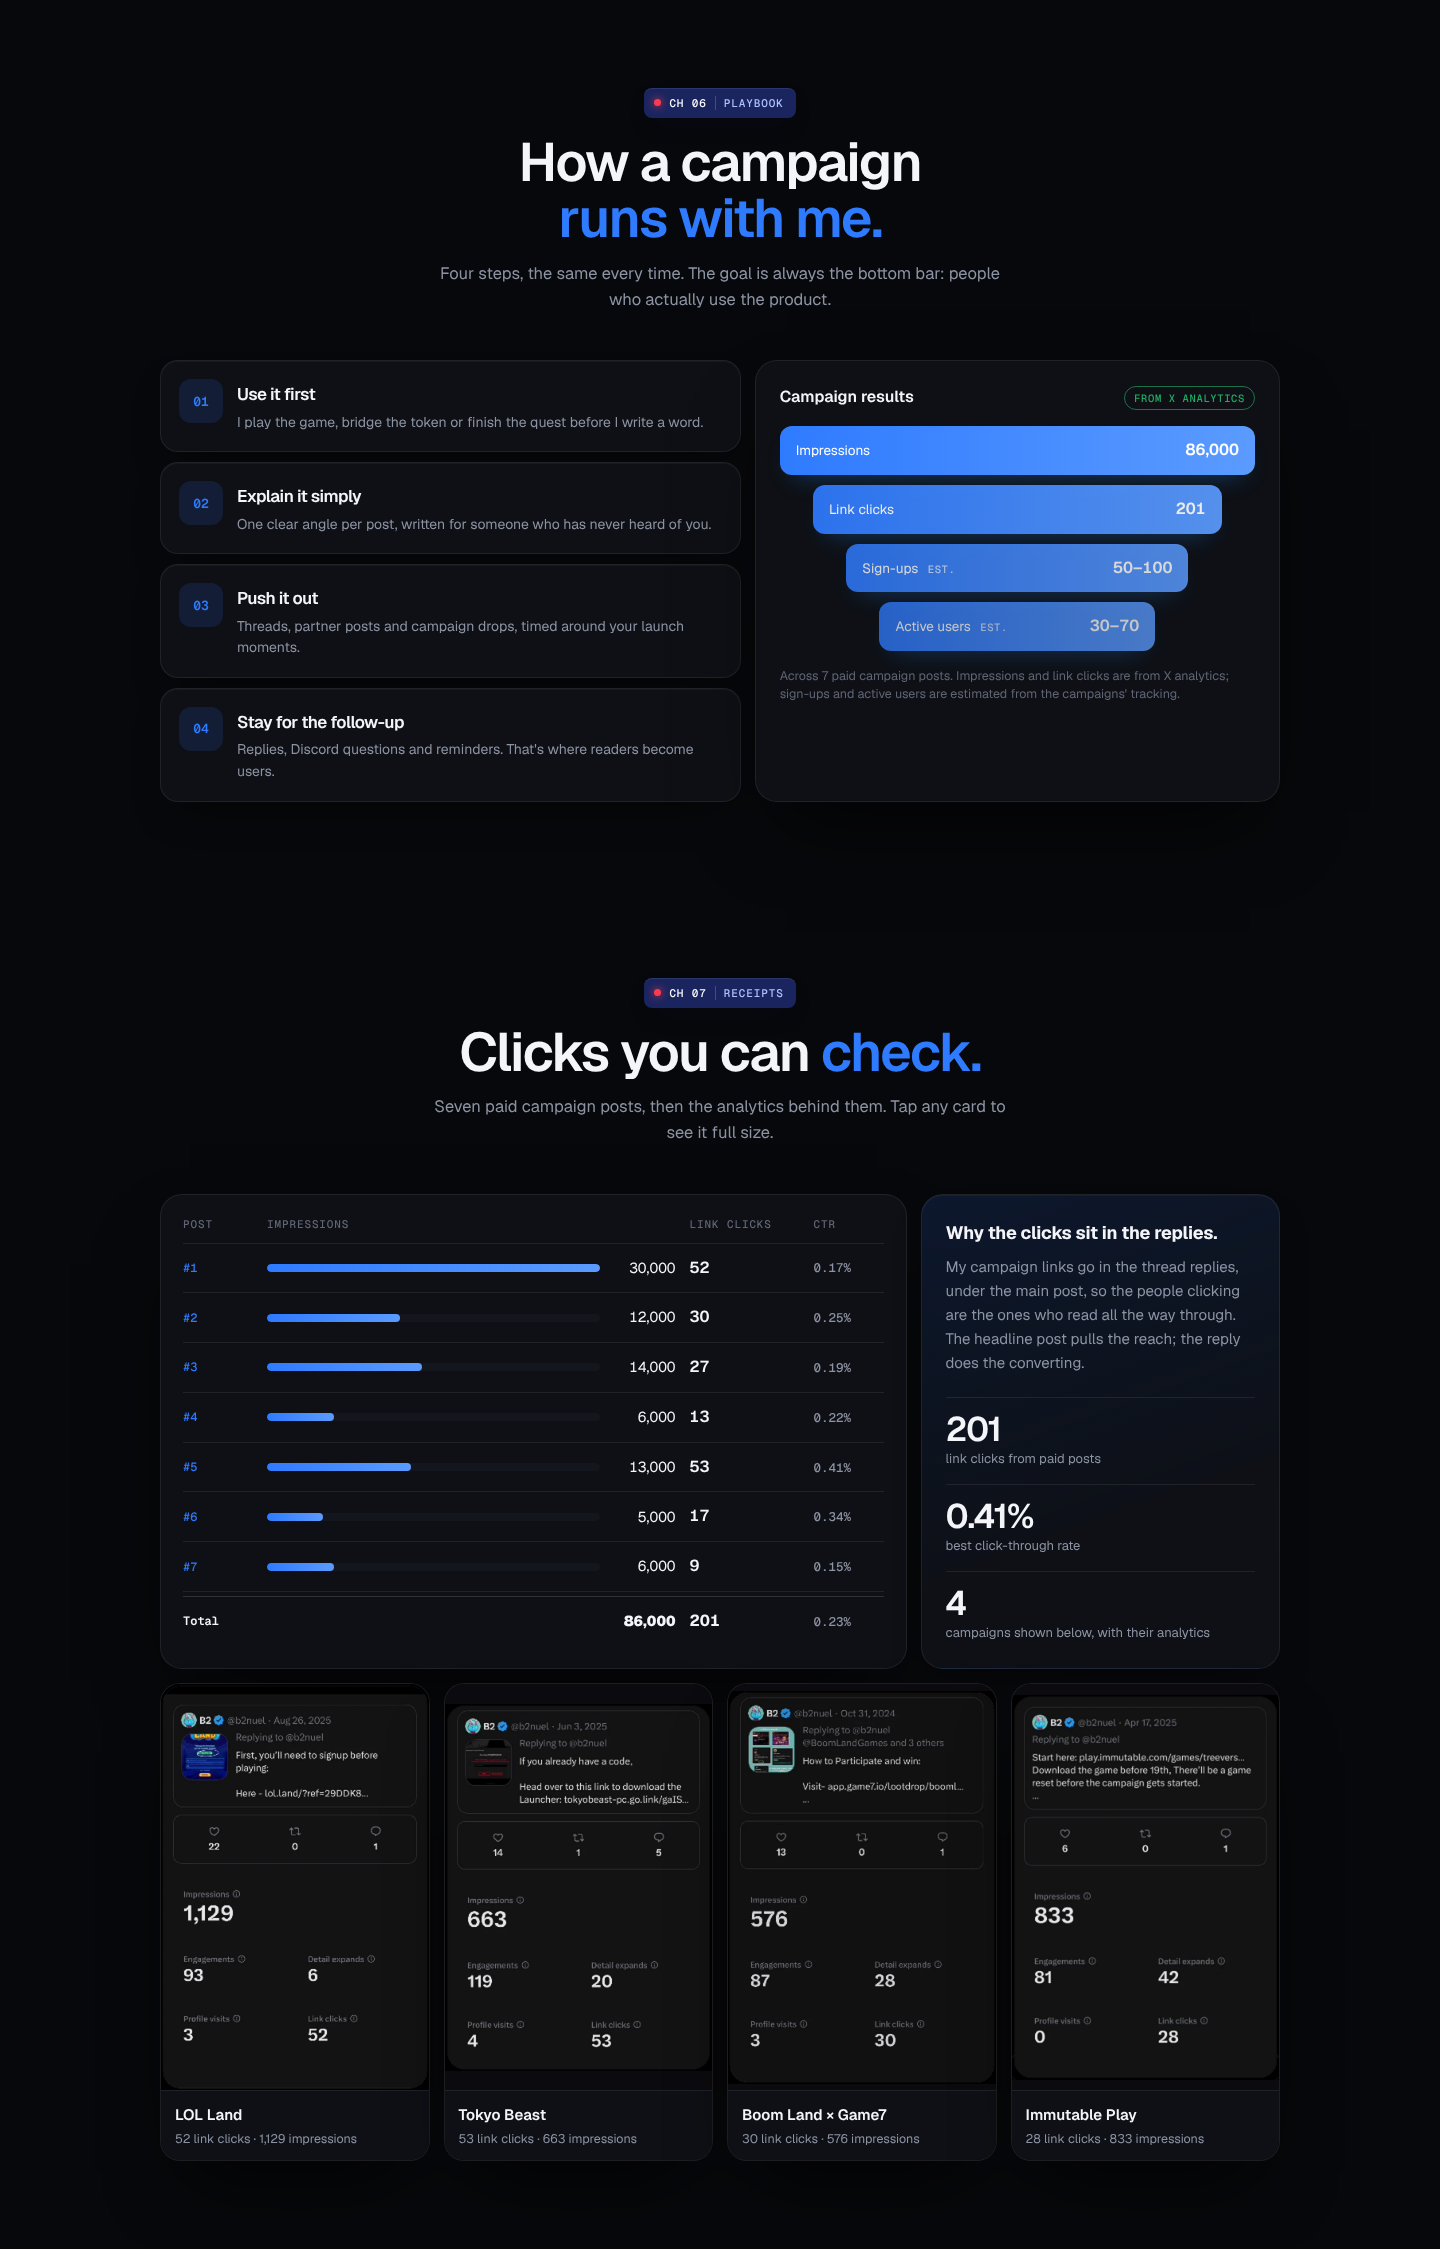 CH 06 | PLAYBOOK
How a campaign
runs with me.
Four steps, the same every time. The goal is always the bottom bar: people
who actually use the product.
01
Use it first
I play the game, bridge the token or finish the quest before I write a word.
02
Explain it simply
One clear angle per post, written for someone who has never heard of you.
03
Push it out
Threads, partner posts and campaign drops, timed around your launch
moments.
04
Stay for the follow-up
Replies, Discord questions and reminders. That's where readers become
users.
Campaign results
FROM X ANALYTICS
Impressions 86,000
Link clicks 201
Sign-ups EST. 50–100
Active users EST. 30–70
Across 7 paid campaign posts. Impressions and link clicks are from X analytics;
sign-ups and active users are estimated from the campaigns' tracking.
CH 07 | RECEIPTS
Clicks you can check.
Seven paid campaign posts, then the analytics behind them. Tap any card to
see it full size.
POST IMPRESSIONS LINK CLICKS CTR
#1 30,000 52 0.17%
#2 12,000 30 0.25%
#3 14,000 27 0.19%
#4 6,000 13 0.22%
#5 13,000 53 0.41%
#6 5,000 17 0.34%
#7 6,000 9 0.15%
Total 86,000 201 0.23%
Why the clicks sit in the replies.
My campaign links go in the thread replies,
under the main post, so the people clicking
are the ones who read all the way through.
The headline post pulls the reach; the reply
does the converting.
201
link clicks from paid posts
0.41%
best click-through rate
4
campaigns shown below, with their analytics
B2 @b2nuel · Aug 26, 2025
Replying to @b2nuel
First, you'll need to signup before
playing:
Here - lol.land/?ref=29DDK8...
22 0 1
Impressions
1,129
Engagements Detail expands
93 6
Profile visits Link clicks
3 52
LOL Land
52 link clicks · 1,129 impressions
B2 @b2nuel · Jun 3, 2025
Replying to @b2nuel
If you already have a code,
Head over to this link to download the
Launcher: tokyobeast-pc.go.link/gaIS...
14 1 5
Impressions
663
Engagements Detail expands
119 20
Profile visits Link clicks
4 53
Tokyo Beast
53 link clicks · 663 impressions
B2 @b2nuel · Oct 31, 2024
Replying to @b2nuel
@BoomLandGames and 3 others
How to Participate and win:
Visit- app.game7.io/lootdrop/booml...
...
13 0 1
Impressions
576
Engagements Detail expands
87 28
Profile visits Link clicks
3 30
Boom Land × Game7
30 link clicks · 576 impressions
B2 @b2nuel · Apr 17, 2025
Replying to @b2nuel
Start here: play.immutable.com/games/treevers...
Download the game before 19th, There'll be a game
reset before the campaign gets started.
...
6 0 1
Impressions
833
Engagements Detail expands
81 42
Profile visits Link clicks
0 28
Immutable Play
28 link clicks · 833 impressions